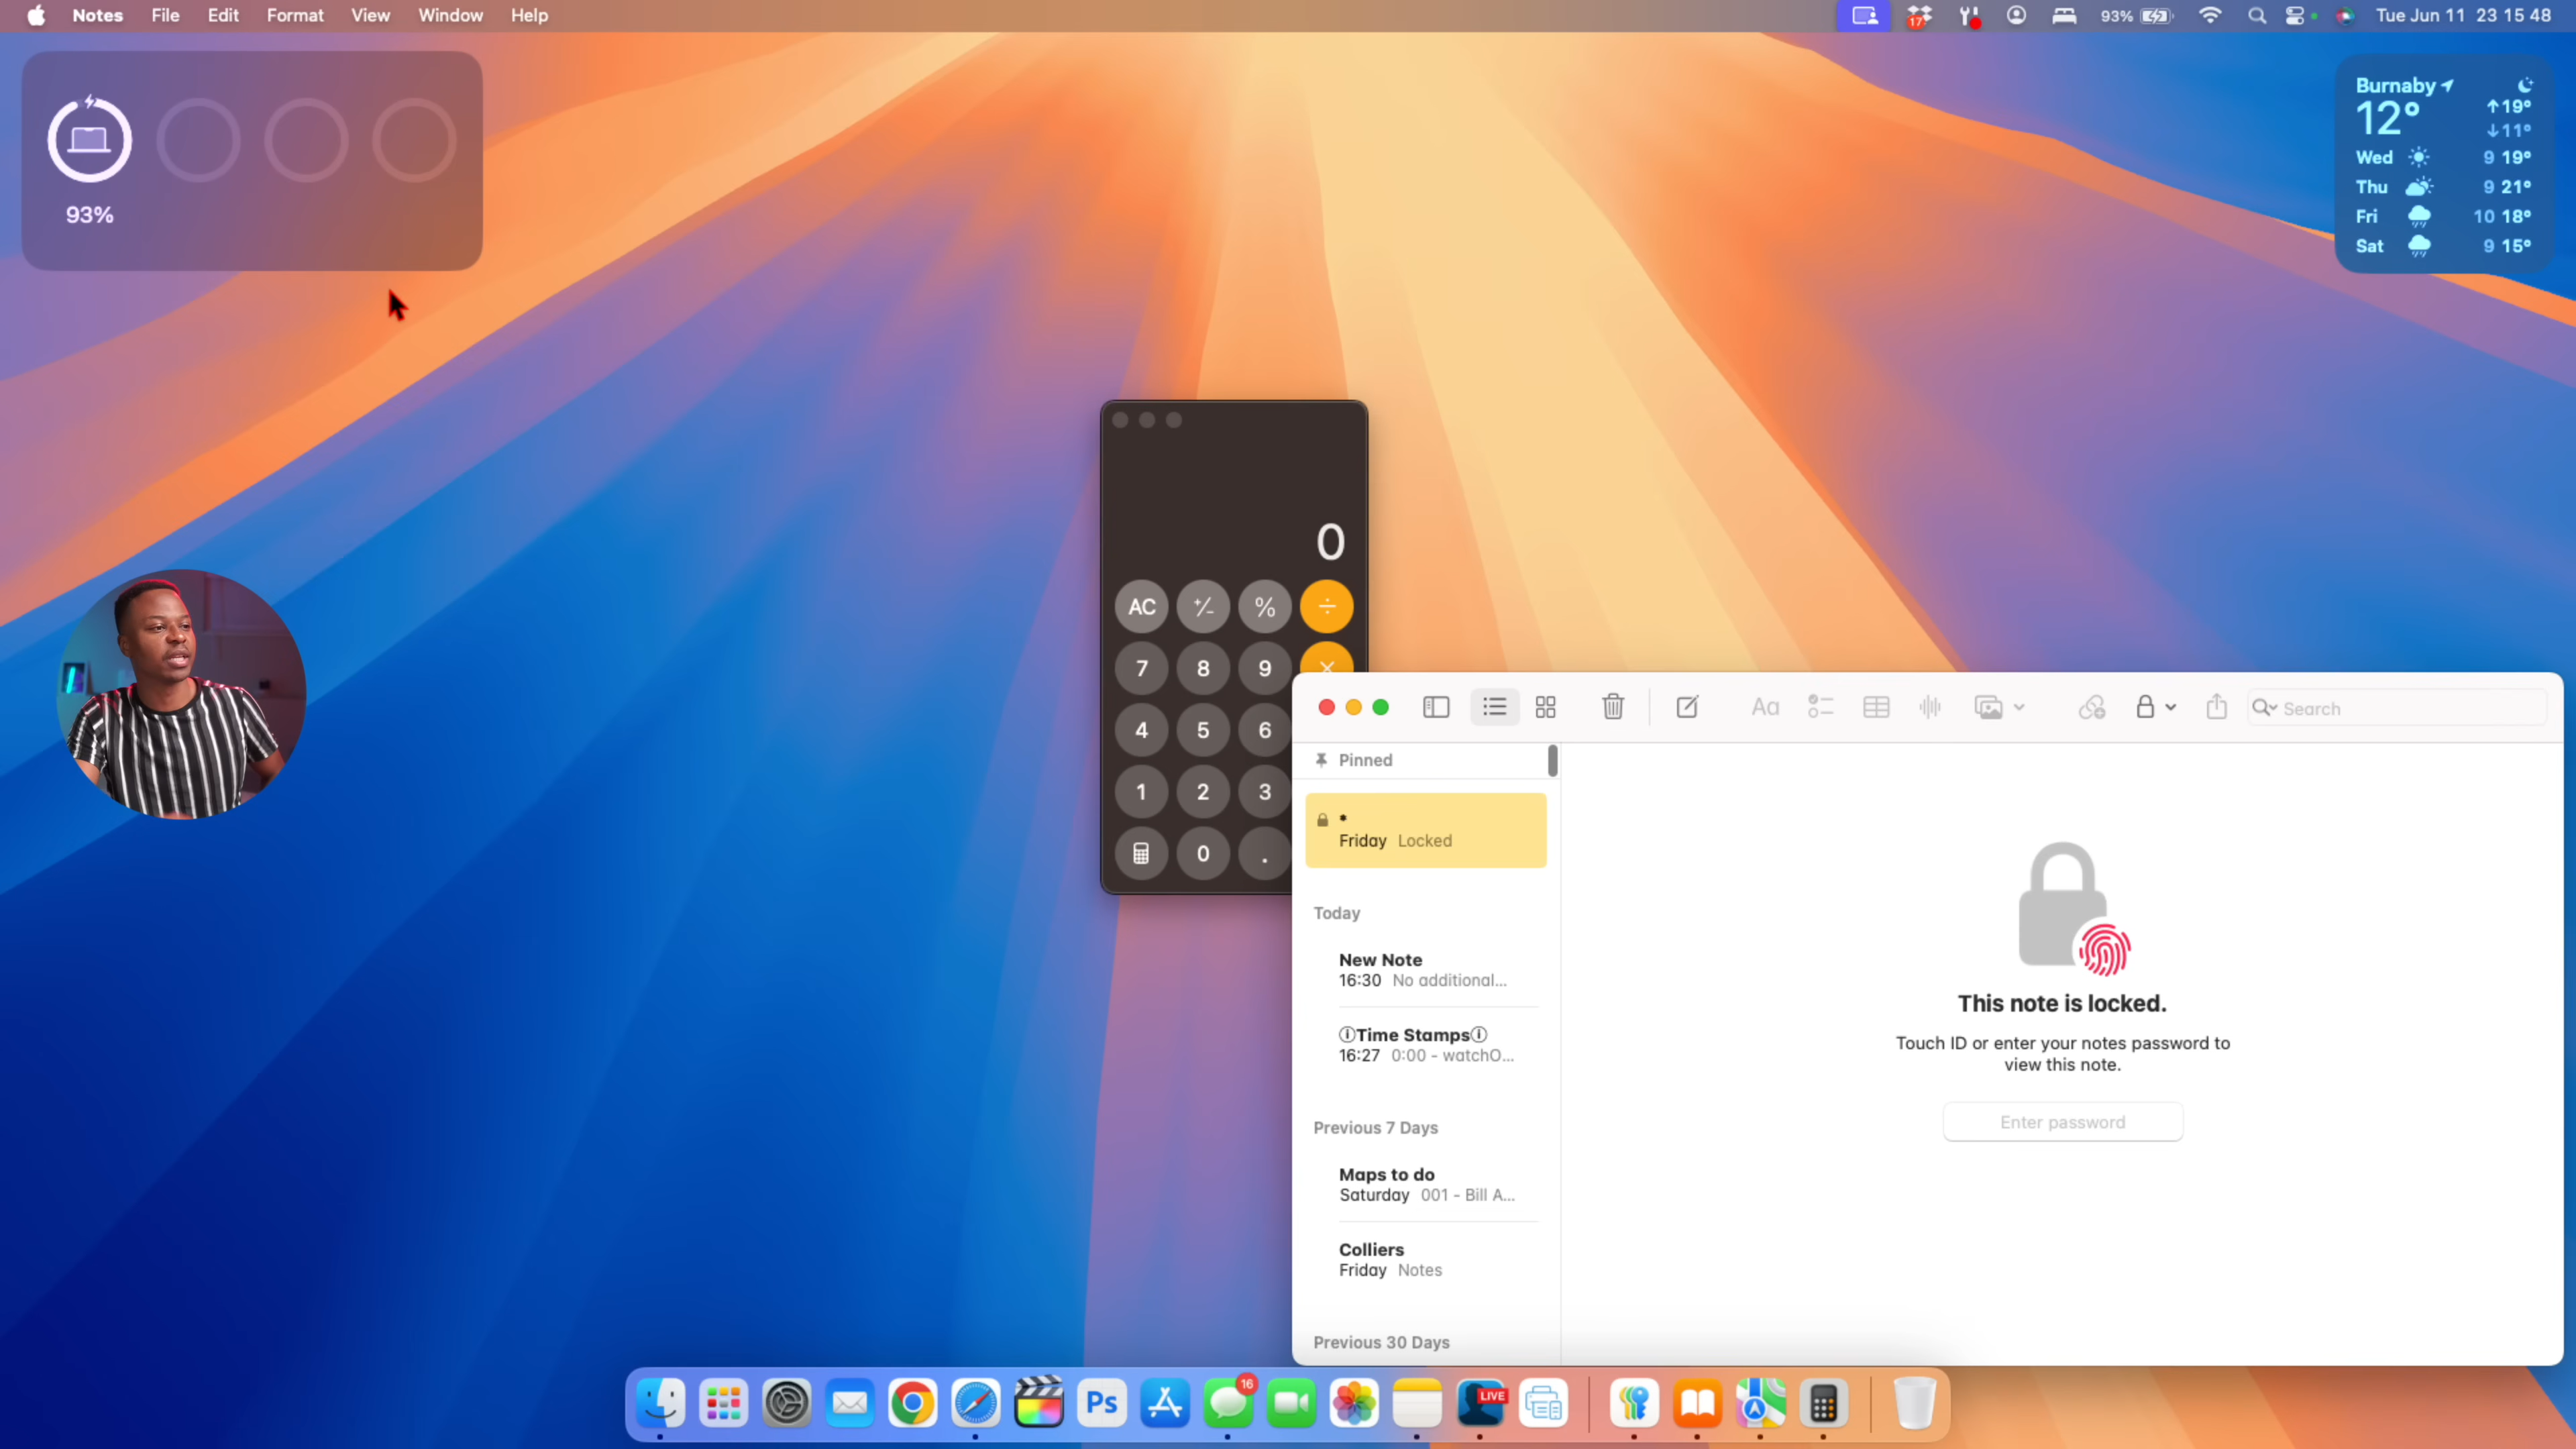 Notes File Edit Format View Window Help
17 93% Tue Jun 11 23 15 48
93%
Burnaby
12° ↑19°
↓11°
Wed 9 19°
Thu 9 21°
Fri 10 18°
Sat 9 15°
0
AC +/− % ÷
7 8 9 ×
4 5 6
1 2 3
0 .
Aa Search
Pinned
*
Friday Locked
Today
New Note
16:30 No additional...
ⓘTime Stampsⓘ
16:27 0:00 - watchO...
Previous 7 Days
Maps to do
Saturday 001 - Bill A...
Colliers
Friday Notes
Previous 30 Days
This note is locked.
Touch ID or enter your notes password to
view this note.
Enter password
Ps 16 LIVE